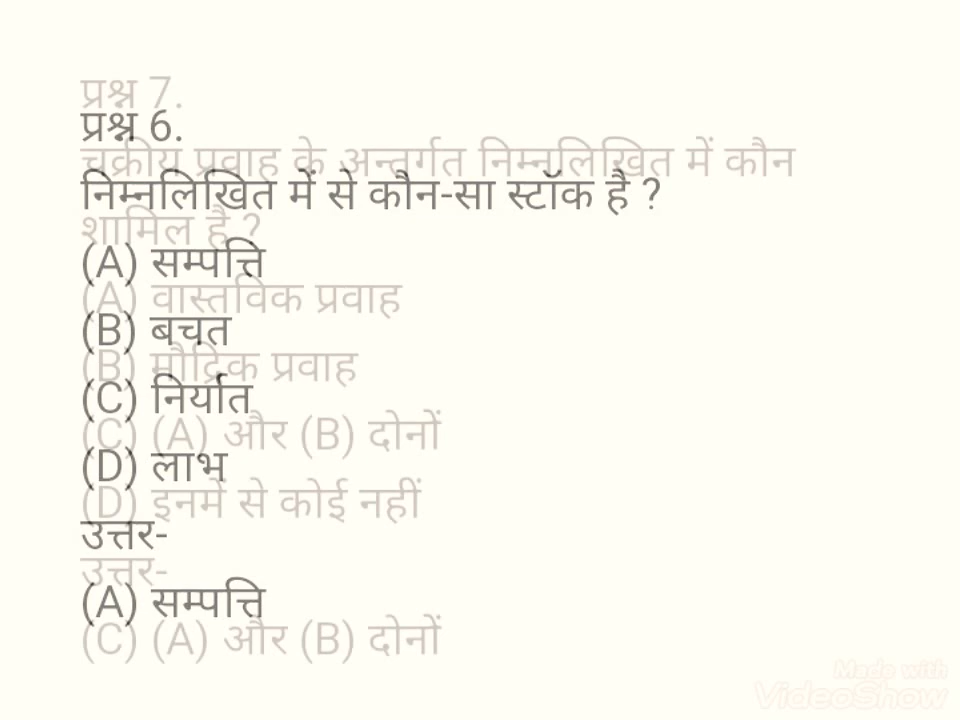 प्रश्न 7.
प्रश्न 6.
चक्रीय प्रवाह के अन्तर्गत निम्नलिखित में कौन
निम्नलिखित में से कौन-सा स्टॉक है ?
शामिल है ?
(A) सम्पत्ति
(A) वास्तविक प्रवाह
(B) बचत
(B) मौद्रिक प्रवाह
(C) निर्यात
(C) (A) और (B) दोनों
(D) लाभ
(D) इनमें से कोई नहीं
उत्तर-
उत्तर-
(A) सम्पत्ति
(C) (A) और (B) दोनों
Made with
VideoShow